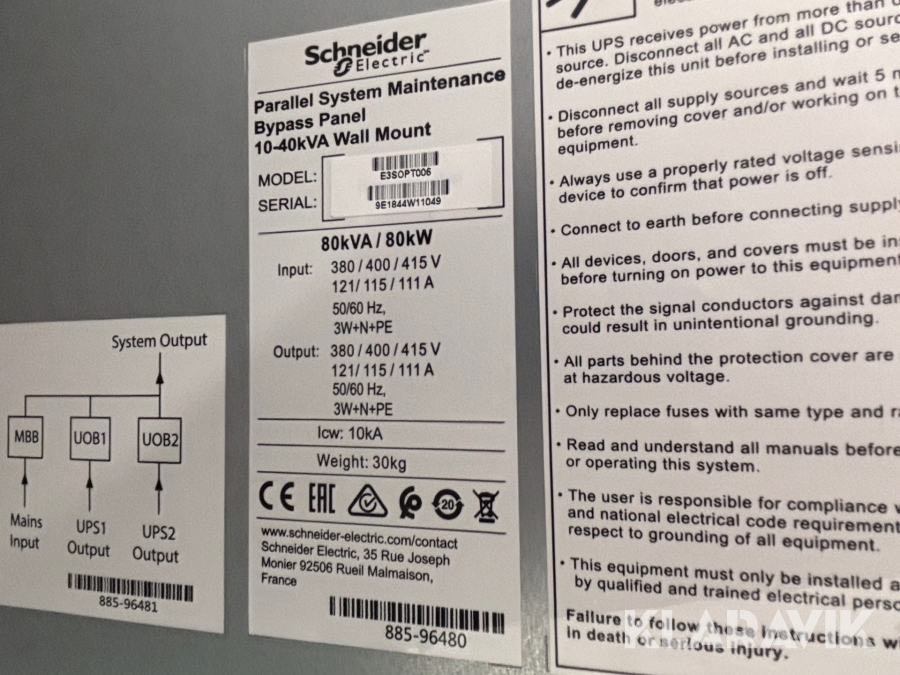 Schneider
Electric™
Parallel System Maintenance
Bypass Panel
10-40kVA Wall Mount
MODEL:
E3SOPT006
SERIAL:
9E1844W11049
80kVA / 80kW
Input: 380 / 400 / 415 V
121 / 115 / 111 A
50/60 Hz,
3W+N+PE
Output: 380 / 400 / 415 V
121 / 115 / 111 A
50/60 Hz,
3W+N+PE
Icw: 10kA
Weight: 30kg
CE EAC 20
www.schneider-electric.com/contact
Schneider Electric, 35 Rue Joseph
Monier 92506 Rueil Malmaison,
France
885-96480
System Output
MBB UOB1 UOB2
Mains
Input
UPS1
Output
UPS2
Output
885-96481
• This UPS receives power from more than
source. Disconnect all AC and all DC
de-energize this unit before installing or
• Disconnect all supply sources and wait 5
before removing cover and/or working on
equipment.
• Always use a properly rated voltage
device to confirm that power is off.
• Connect to earth before connecting
• All devices, doors, and covers must be
before turning on power to this equipment
• Protect the signal conductors against
could result in unintentional grounding.
• All parts behind the protection cover are
at hazardous voltage.
• Only replace fuses with same type and
• Read and understand all manuals before
or operating this system.
• The user is responsible for compliance
and national electrical code
respect to grounding of all equipment.
• This equipment must only be installed
by qualified and trained electrical
Failure to follow these instructions
in death or serious injury.
KLARAVIK